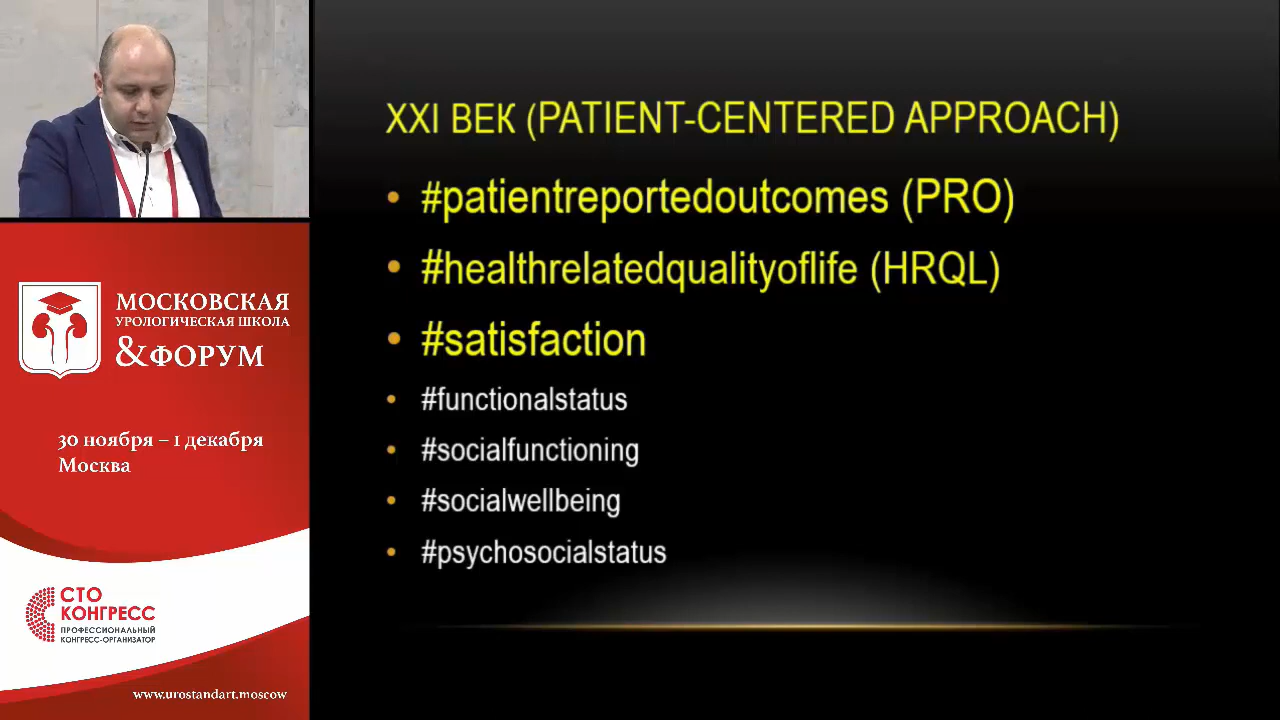 XXI ВЕК (PATIENT-CENTERED APPROACH)
#patientreportedoutcomes (PRO)
#healthrelatedqualityoflife (HRQL)
#satisfaction
#functionalstatus
#socialfunctioning
#socialwellbeing
#psychosocialstatus
МОСКОВСКАЯ
УРОЛОГИЧЕСКАЯ ШКОЛА
&ФОРУМ
30 ноября – 1 декабря
Москва
СТО
КОНГРЕСС
ПРОФЕССИОНАЛЬНЫЙ
КОНГРЕСС-ОРГАНИЗАТОР
www.urostandart.moscow